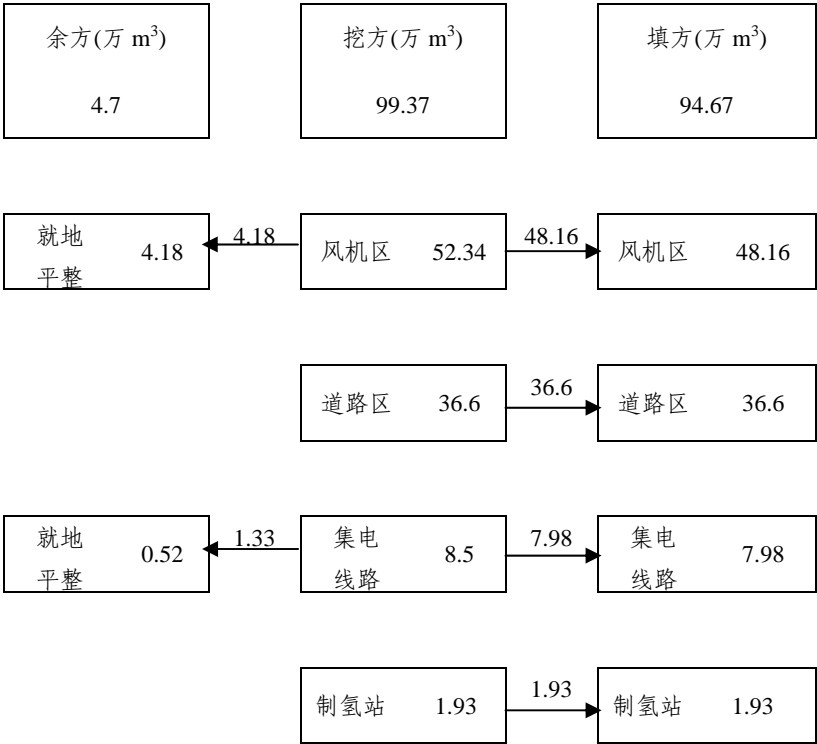 余方(万 m³)
4.7
挖方(万 m³)
99.37
填方(万 m³)
94.67
就地
平整
4.18
4.18
风机区 52.34
48.16
风机区 48.16
道路区 36.6
36.6
道路区 36.6
就地
平整
0.52
1.33
集电
线路
8.5
7.98
集电
线路
7.98
制氢站 1.93
1.93
制氢站 1.93